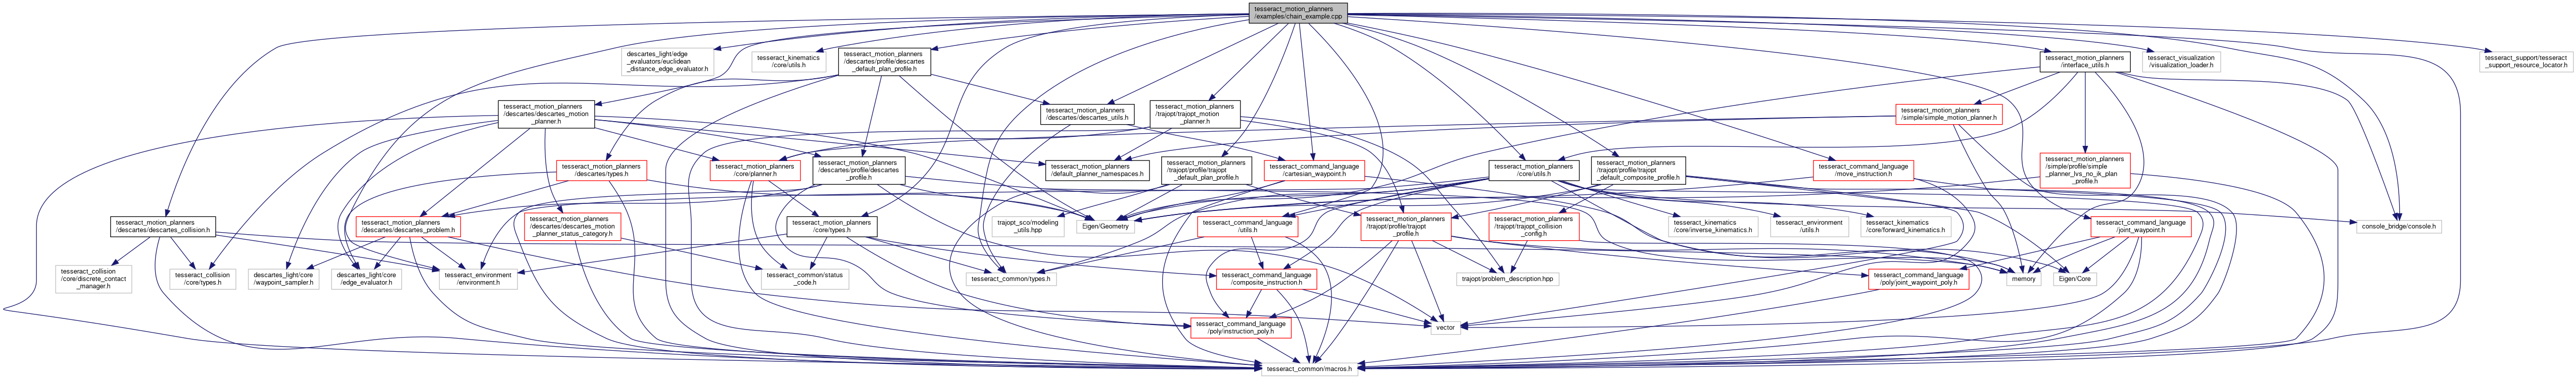 tesseract_motion_planners
/examples/chain_example.cpp
descartes_light/edge
_evaluators/euclidean
_distance_edge_evaluator.h
tesseract_kinematics
/core/utils.h
tesseract_motion_planners
/descartes/profile/descartes
_default_plan_profile.h
tesseract_motion_planners
/interface_utils.h
tesseract_visualization
/visualization_loader.h
tesseract_support/tesseract
_support_resource_locator.h
tesseract_motion_planners
/descartes/descartes_motion
_planner.h
tesseract_motion_planners
/descartes/descartes_utils.h
tesseract_motion_planners
/trajopt/trajopt_motion
_planner.h
tesseract_motion_planners
/simple/simple_motion_planner.h
tesseract_motion_planners
/descartes/types.h
tesseract_motion_planners
/core/planner.h
tesseract_motion_planners
/descartes/profile/descartes
_profile.h
tesseract_motion_planners
/default_planner_namespaces.h
tesseract_motion_planners
/trajopt/profile/trajopt
_default_plan_profile.h
tesseract_command_language
/cartesian_waypoint.h
tesseract_motion_planners
/core/utils.h
tesseract_motion_planners
/trajopt/profile/trajopt
_default_composite_profile.h
tesseract_command_language
/move_instruction.h
tesseract_motion_planners
/simple/profile/simple
_planner_lvs_no_ik_plan
_profile.h
tesseract_motion_planners
/descartes/descartes_collision.h
tesseract_motion_planners
/descartes/descartes_problem.h
tesseract_motion_planners
/descartes/descartes_motion
_planner_status_category.h
tesseract_motion_planners
/core/types.h
trajopt_sco/modeling
_utils.hpp
Eigen/Geometry
tesseract_command_language
/utils.h
tesseract_motion_planners
/trajopt/profile/trajopt
_profile.h
tesseract_motion_planners
/trajopt/trajopt_collision
_config.h
tesseract_kinematics
/core/inverse_kinematics.h
tesseract_environment
/utils.h
tesseract_kinematics
/core/forward_kinematics.h
tesseract_command_language
/joint_waypoint.h
console_bridge/console.h
tesseract_collision
/core/discrete_contact
_manager.h
tesseract_collision
/core/types.h
descartes_light/core
/waypoint_sampler.h
descartes_light/core
/edge_evaluator.h
tesseract_environment
/environment.h
tesseract_common/status
_code.h
tesseract_common/types.h
tesseract_command_language
/composite_instruction.h
trajopt/problem_description.hpp
tesseract_command_language
/poly/joint_waypoint_poly.h
memory
Eigen/Core
tesseract_command_language
/poly/instruction_poly.h
vector
tesseract_common/macros.h